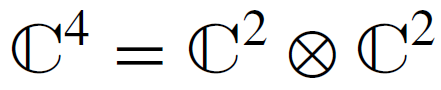 ℂ⁴ = ℂ² ⊗ ℂ²